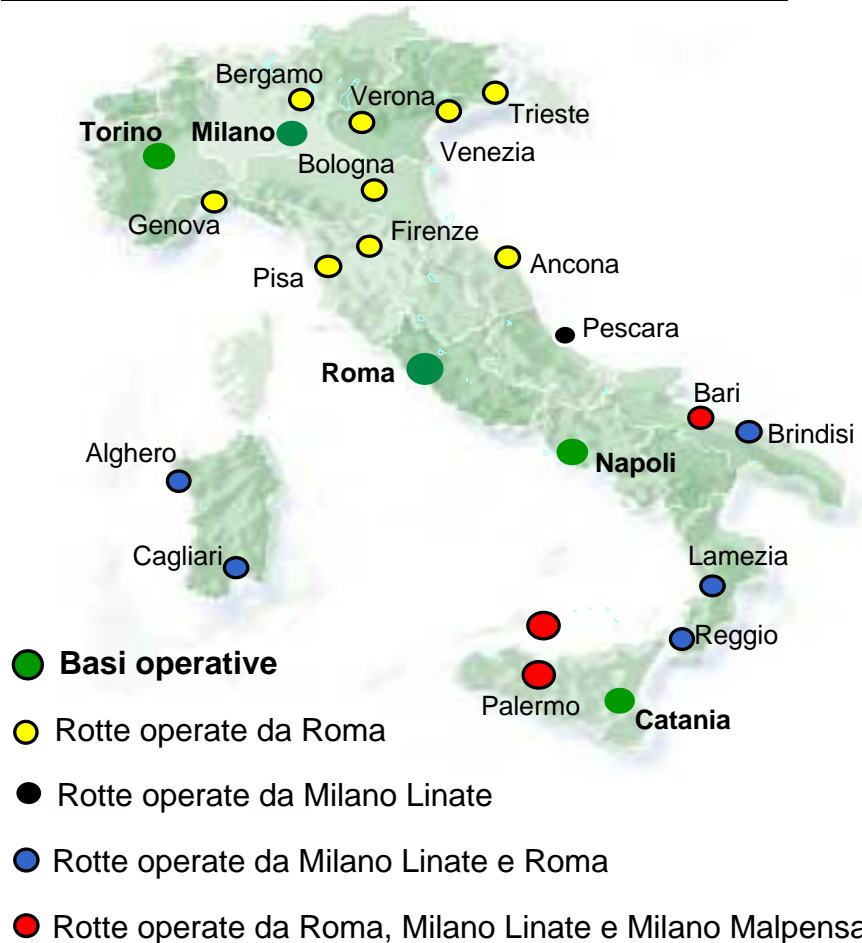 Bergamo
Verona
Trieste
Torino
Milano
Venezia
Bologna
Genova
Firenze
Ancona
Pisa
Pescara
Roma
Bari
Brindisi
Alghero
Napoli
Cagliari
Lamezia
Reggio
Basi operative
Palermo
Catania
Rotte operate da Roma
Rotte operate da Milano Linate
Rotte operate da Milano Linate e Roma
Rotte operate da Roma, Milano Linate e Milano Malpensa